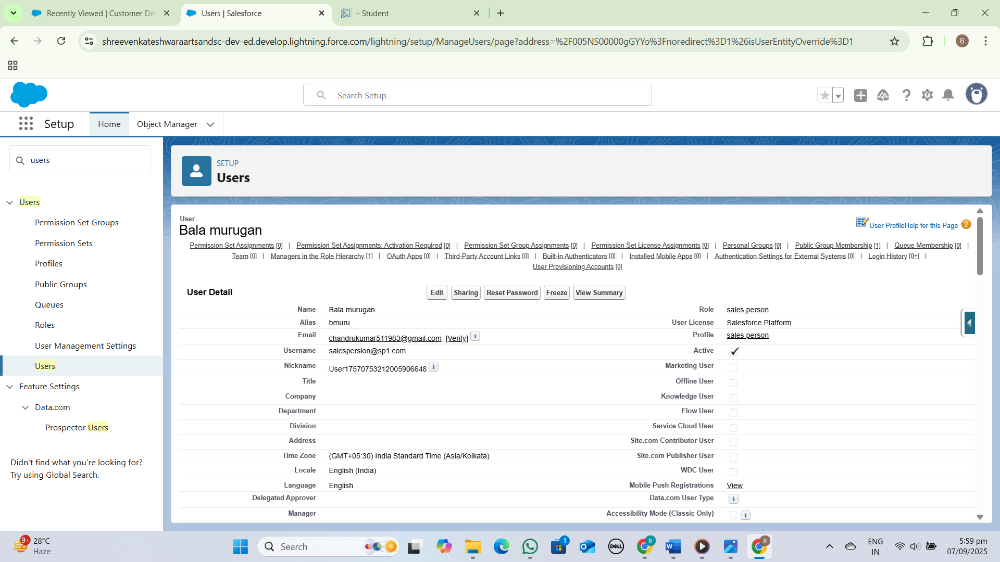 Recently Viewed | Customer De
Users | Salesforce
- Student
shreevenkateshwaraartsandsc-dev-ed.develop.lightning.force.com/lightning/setup/ManageUsers/page?address=%2F005NS00000gGYYo%3Fnoredirect%3D1%26isUserEntityOverride%3D1
B
Search Setup
Setup
Home
Object Manager
users
Users
Permission Set Groups
Permission Sets
Profiles
Public Groups
Queues
Roles
User Management Settings
Users
Feature Settings
Data.com
Prospector Users
Didn't find what you're looking for?
Try using Global Search.
SETUP
Users
User
Bala murugan
User Profile Help for this Page
Permission Set Assignments [0] | Permission Set Assignments: Activation Required [0] | Permission Set Group Assignments [0] | Permission Set License Assignments [0] | Personal Groups [0] | Public Group Membership [1] | Queue Membership [0] |
Team [0] | Managers in the Role Hierarchy [1] | OAuth Apps [0] | Third-Party Account Links [0] | Built-in Authenticators [0] | Installed Mobile Apps [0] | Authentication Settings for External Systems [0] | Login History [0+] |
User Provisioning Accounts [0]
User Detail
Edit Sharing Reset Password Freeze View Summary
Name Bala murugan Role sales person
Alias bmuru User License Salesforce Platform
Email chandrukumar511983@gmail.com [Verify] i Profile sales person
Username salespersion@sp1.com Active
Nickname User17570753212005906648 i Marketing User
Title Offline User
Company Knowledge User
Department Flow User
Division Service Cloud User
Address Site.com Contributor User
Time Zone (GMT+05:30) India Standard Time (Asia/Kolkata) Site.com Publisher User
Locale English (India) WDC User
Language English Mobile Push Registrations View
Delegated Approver Data.com User Type i
Manager Accessibility Mode (Classic Only) i
9+
28°C
Haze
Search
1
DELL
B
B
ENG
IN
5:59 pm
07/09/2025